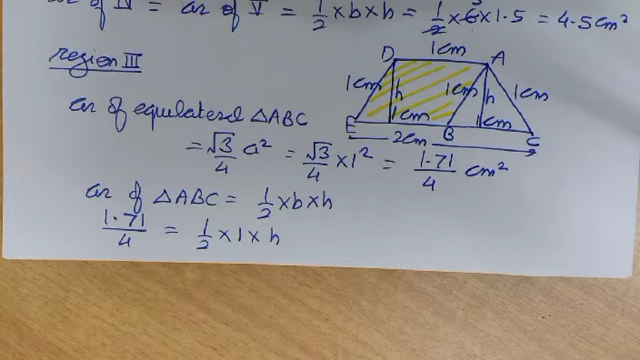 ar of IV = ar of V = 1/2 × b × h = 1/2 × 6 × 1.5 = 4.5 cm²
3
region III
D 1cm A
1cm h 1cm h 1cm
1cm 1cm
E B C
2cm
ar of equilateral △ABC
= √3/4 a² = √3/4 × 1² = 1.71/4 cm²
ar of △ABC = 1/2 × b × h
1.71/4 = 1/2 × 1 × h